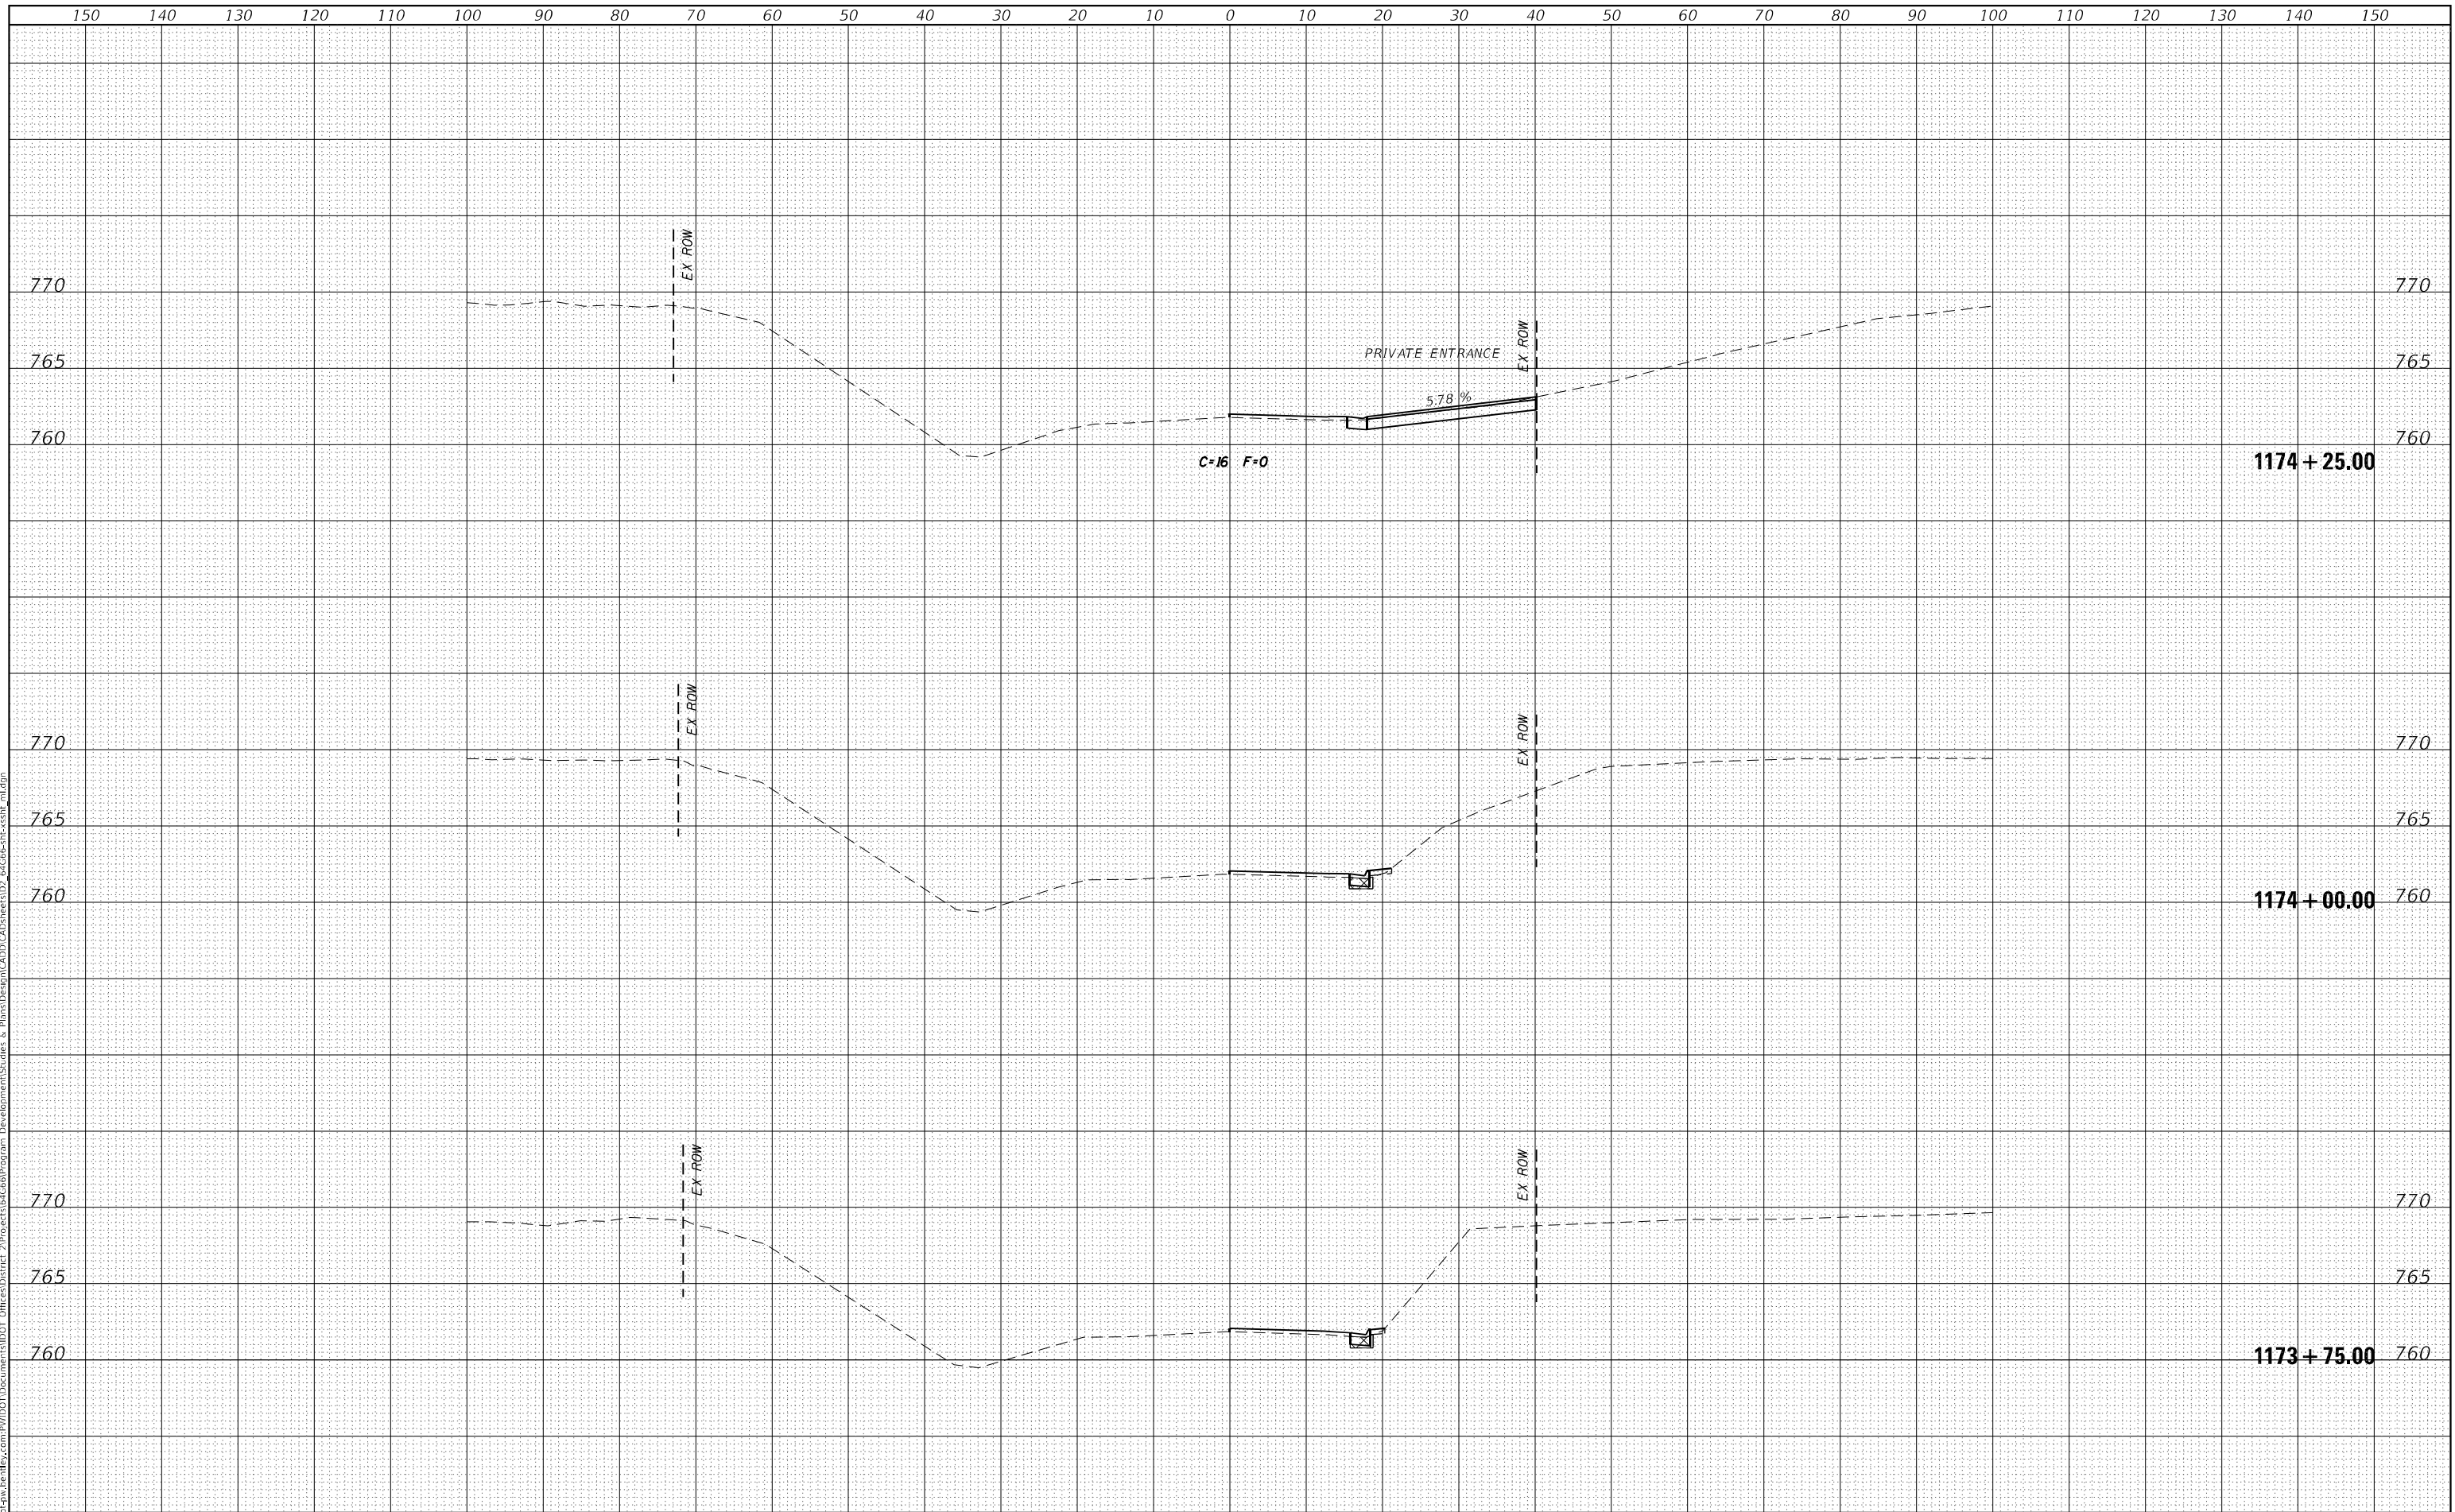 150 140 130 120 110 100 90 80 70 60 50 40 30 20 10 0 10 20 30 40 50 60 70 80 90 100 110 120 130 140 150
EX ROW
770 770
EX ROW
PRIVATE ENTRANCE
765 765
5.78 %
760 760
C=16 F=0
1174+25.00
EX ROW
EX ROW
770 770
765 765
760 1174+00.00 760
EX ROW
EX ROW
770 770
765 765
760 1173+75.00 760